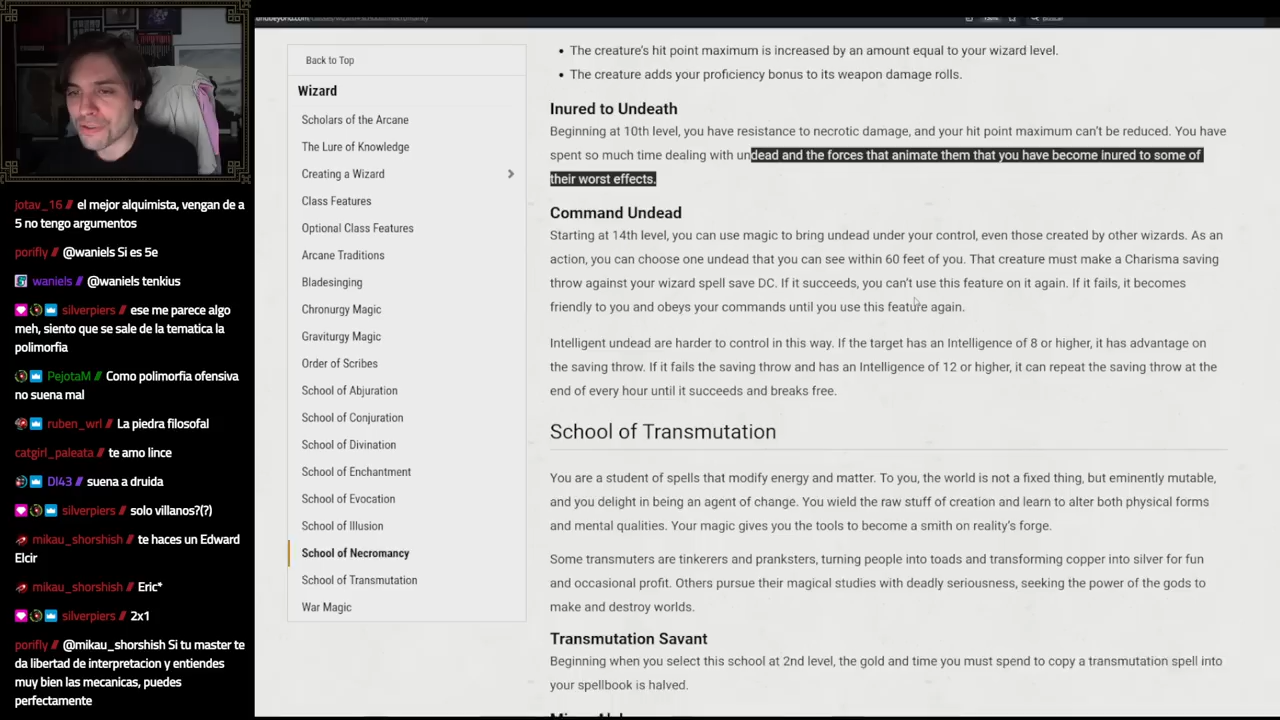 150%
Buscar
jotav_16 // el mejor alquimista, vengan de a
5 no tengo argumentos
porifly // @waniels Si es 5e
waniels // @waniels tenkius
silverpiers // ese me parece algo
meh, siento que se sale de la tematica la
polimorfia
PejotaM // Como polimorfia ofensiva
no suena mal
ruben_wrl // La piedra filosofal
catgirl_paleata // te amo lince
Dl43 // suena a druida
silverpiers // solo villanos?(?)
mikau_shorshish // te haces un Edward
Elcir
mikau_shorshish // Eric*
silverpiers // 2x1
porifly // @mikau_shorshish Si tu master te
da libertad de interpretacion y entiendes
muy bien las mecanicas, puedes
perfectamente
Back to Top
Wizard
Scholars of the Arcane
The Lure of Knowledge
Creating a Wizard
Class Features
Optional Class Features
Arcane Traditions
Bladesinging
Chronurgy Magic
Graviturgy Magic
Order of Scribes
School of Abjuration
School of Conjuration
School of Divination
School of Enchantment
School of Evocation
School of Illusion
School of Necromancy
School of Transmutation
War Magic
• The creature's hit point maximum is increased by an amount equal to your wizard level.
• The creature adds your proficiency bonus to its weapon damage rolls.
Inured to Undeath
Beginning at 10th level, you have resistance to necrotic damage, and your hit point maximum can't be reduced. You have
spent so much time dealing with undead and the forces that animate them that you have become inured to some of
their worst effects.
Command Undead
Starting at 14th level, you can use magic to bring undead under your control, even those created by other wizards. As an
action, you can choose one undead that you can see within 60 feet of you. That creature must make a Charisma saving
throw against your wizard spell save DC. If it succeeds, you can't use this feature on it again. If it fails, it becomes
friendly to you and obeys your commands until you use this feature again.
Intelligent undead are harder to control in this way. If the target has an Intelligence of 8 or higher, it has advantage on
the saving throw. If it fails the saving throw and has an Intelligence of 12 or higher, it can repeat the saving throw at the
end of every hour until it succeeds and breaks free.
School of Transmutation
You are a student of spells that modify energy and matter. To you, the world is not a fixed thing, but eminently mutable,
and you delight in being an agent of change. You wield the raw stuff of creation and learn to alter both physical forms
and mental qualities. Your magic gives you the tools to become a smith on reality's forge.
Some transmuters are tinkerers and pranksters, turning people into toads and transforming copper into silver for fun
and occasional profit. Others pursue their magical studies with deadly seriousness, seeking the power of the gods to
make and destroy worlds.
Transmutation Savant
Beginning when you select this school at 2nd level, the gold and time you must spend to copy a transmutation spell into
your spellbook is halved.